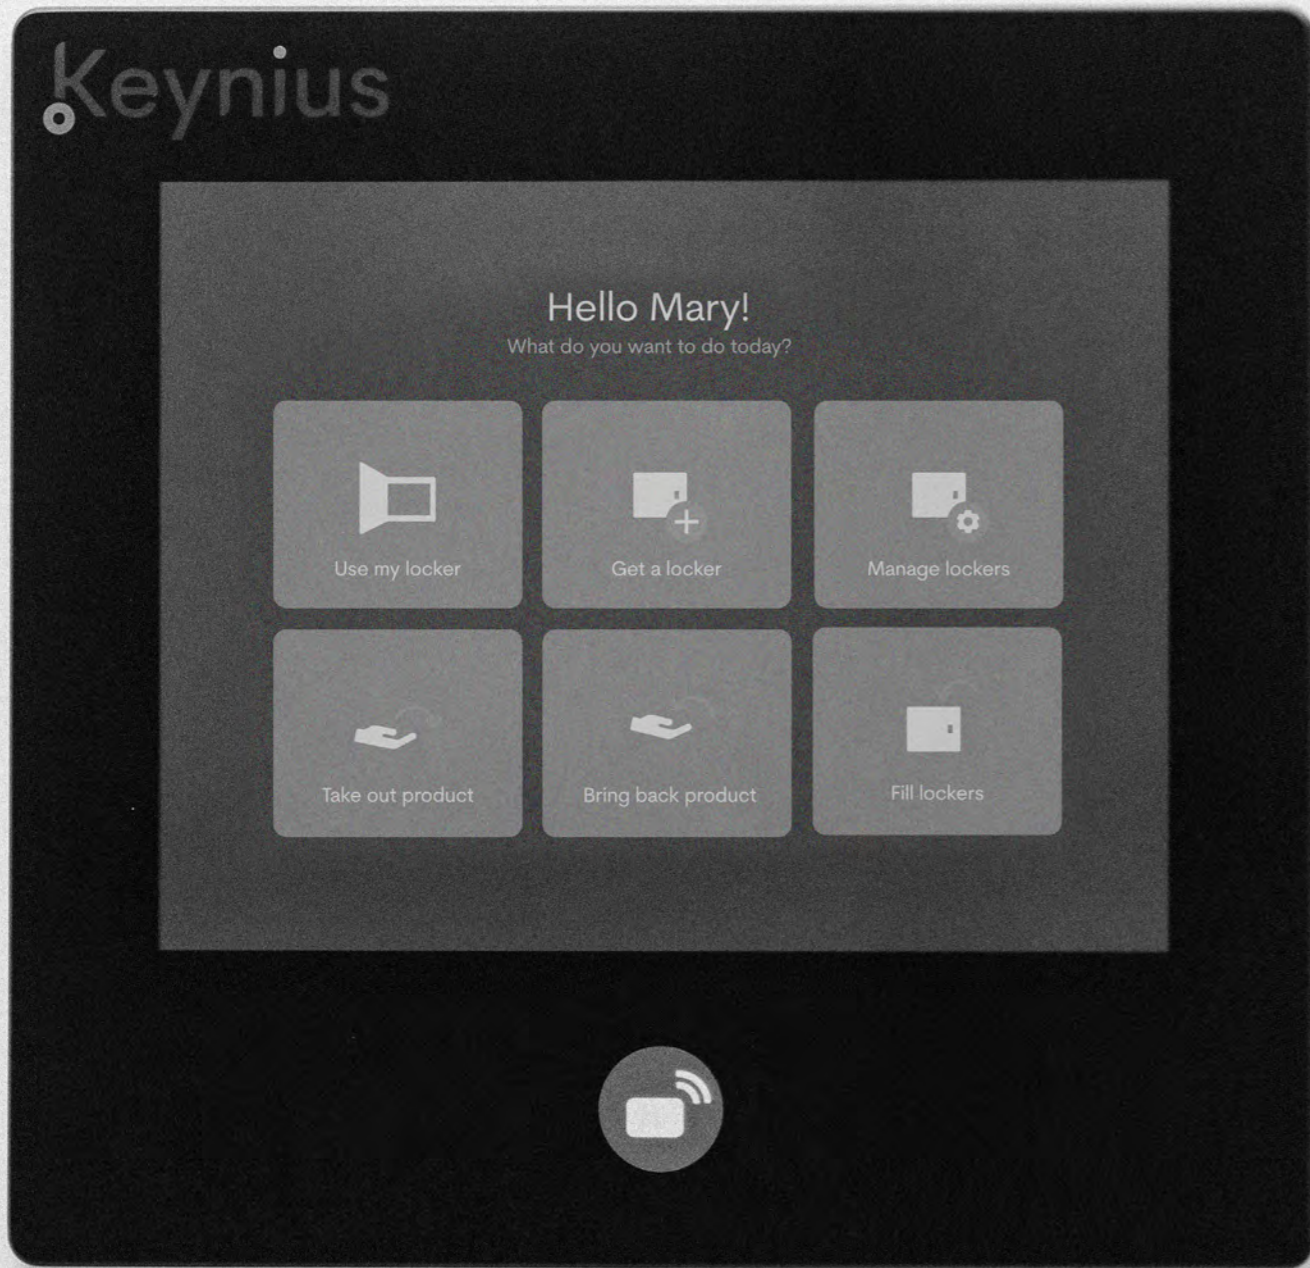 Keynius
Hello Mary!
What do you want to do today?
Use my locker
Get a locker
Manage lockers
Take out product
Bring back product
Fill lockers